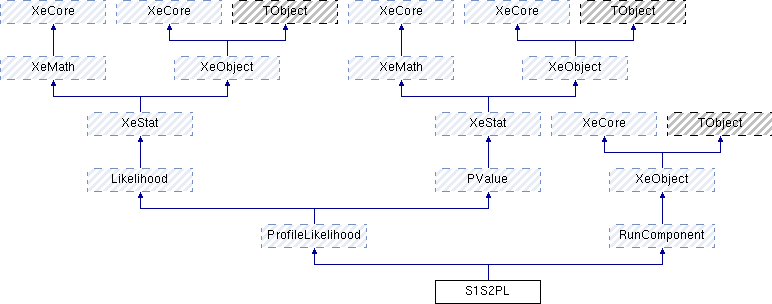 XeCore XeCore TObject XeCore XeCore TObject
XeMath XeObject XeMath XeObject
XeStat XeStat XeCore TObject
Likelihood PValue XeObject
ProfileLikelihood RunComponent
S1S2PL